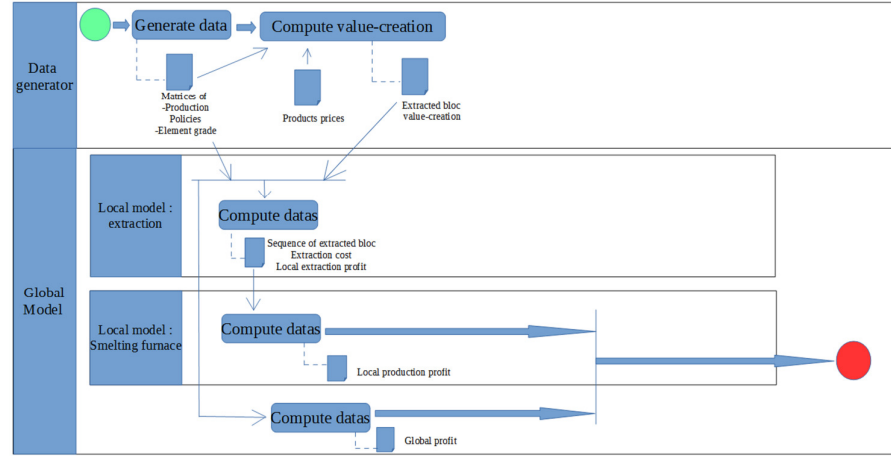 Generate data
Compute value-creation
Data
generator
Matrices of
-Production
Policies
-Element grade
Products prices
Extracted bloc
value-creation
Global
Model
Local model :
extraction
Compute datas
Sequence of extracted bloc
Extraction cost
Local extraction profit
Local model :
Smelting furnace
Compute datas
Local production profit
Compute datas
Global profit